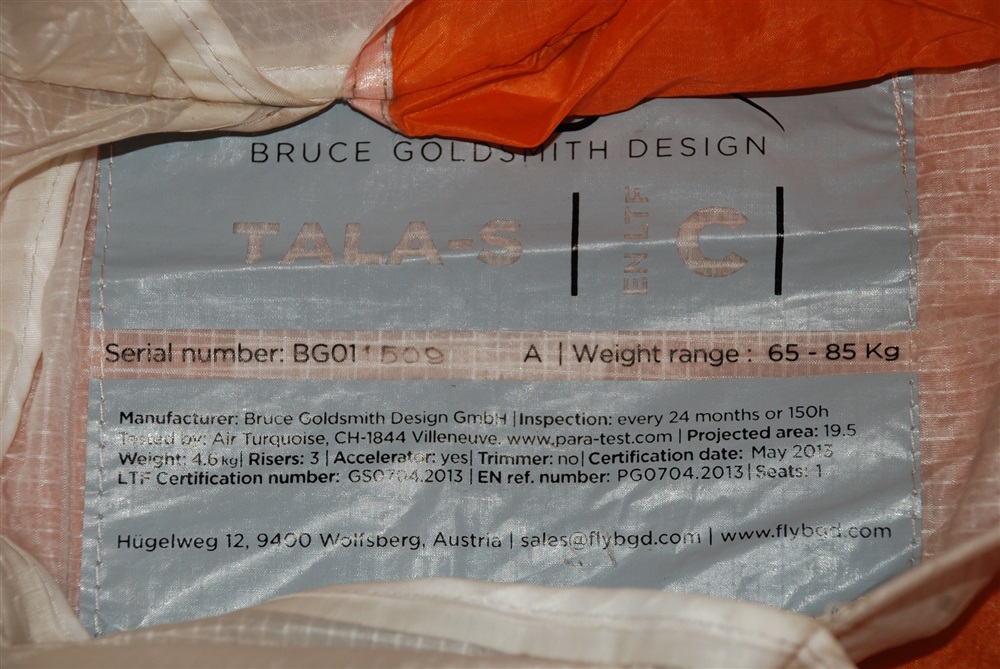 BRUCE GOLDSMITH DESIGN
TALA-S | EN LTF C |
Serial number: BG01 1509 A | Weight range : 65 - 85 Kg
Manufacturer: Bruce Goldsmith Design GmbH | Inspection: every 24 months or 150h
Tested by: Air Turquoise, CH-1844 Villeneuve. www.para-test.com | Projected area: 19.5
Weight: 4.6 kg | Risers: 3 | Accelerator: yes | Trimmer: no | Certification date: May 2013
LTF Certification number: GS0704.2013 | EN ref. number: PG0704.2013 | Seats: 1
Hügelweg 12, 9400 Wolfsberg, Austria | sales@flybgd.com | www.flybgd.com